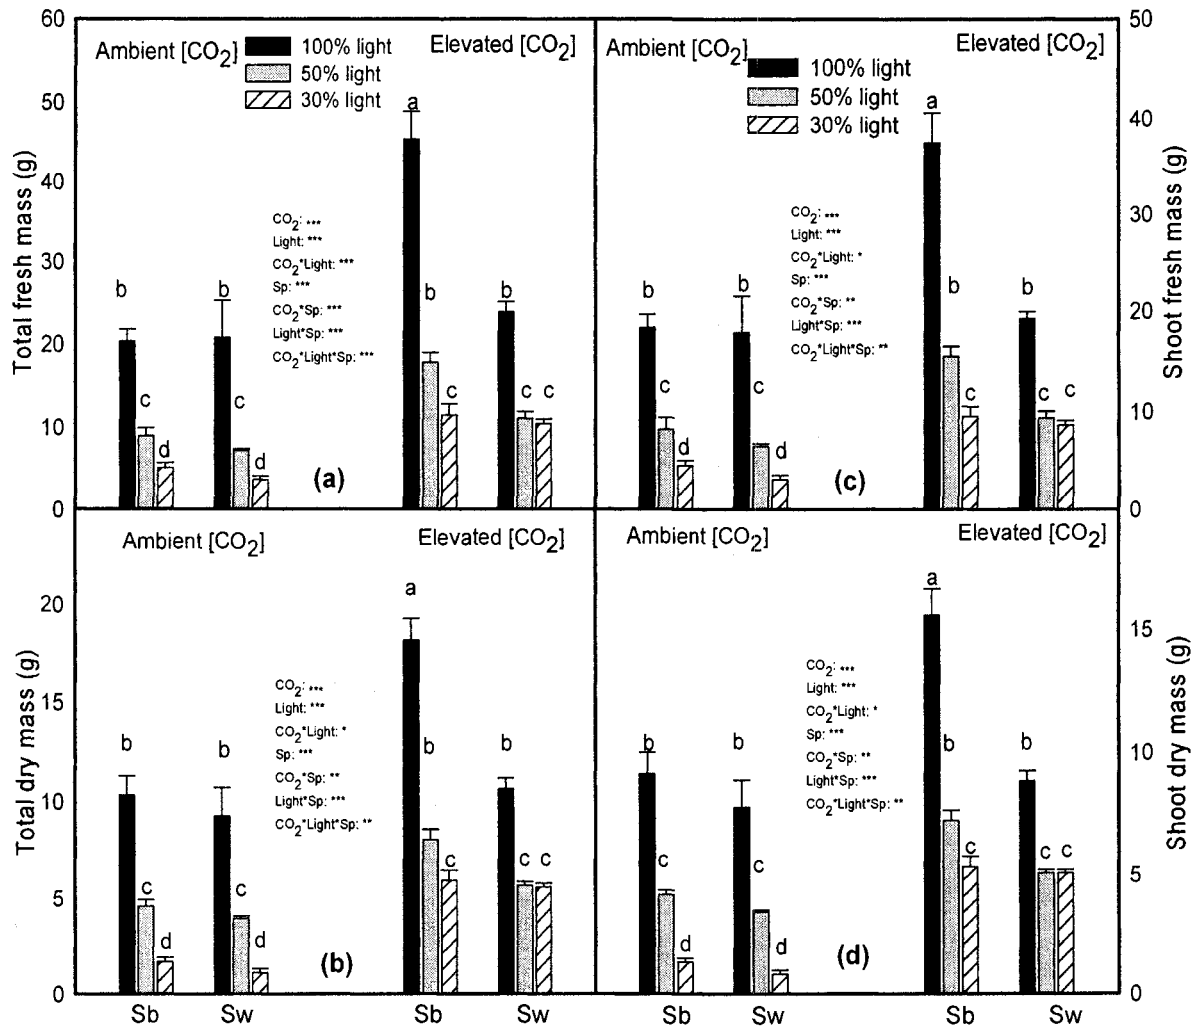 Total fresh mass (g)
60
50
40
30
20
10
0
Ambient [CO2]
100% light
50% light
30% light
Elevated [CO2]
CO2: ***
Light: ***
CO2*Light: ***
Sp: ***
CO2*Sp: ***
Light*Sp: ***
CO2*Light*Sp: ***
b
c
d
b
c
d
a
b
c
b
c
c
(a)
Ambient [CO2]
100% light
50% light
30% light
Elevated [CO2]
CO2: ***
Light: ***
CO2*Light: *
Sp: ***
CO2*Sp: **
Light*Sp: ***
CO2*Light*Sp: **
b
c
d
b
c
d
a
b
c
b
c
c
(c)
50
40
30
20
10
0
Shoot fresh mass (g)
Total dry mass (g)
20
15
10
5
0
Ambient [CO2]
Elevated [CO2]
CO2: ***
Light: ***
CO2*Light: *
Sp: ***
CO2*Sp: **
Light*Sp: ***
CO2*Light*Sp: **
b
c
d
b
c
d
a
b
c
b
c
c
(b)
Sb
Sw
Sb
Sw
Ambient [CO2]
Elevated [CO2]
CO2: ***
Light: ***
CO2*Light: *
Sp: ***
CO2*Sp: **
Light*Sp: ***
CO2*Light*Sp: **
b
c
d
b
c
d
a
b
c
b
c
c
(d)
15
10
5
0
Shoot dry mass (g)
Sb
Sw
Sb
Sw